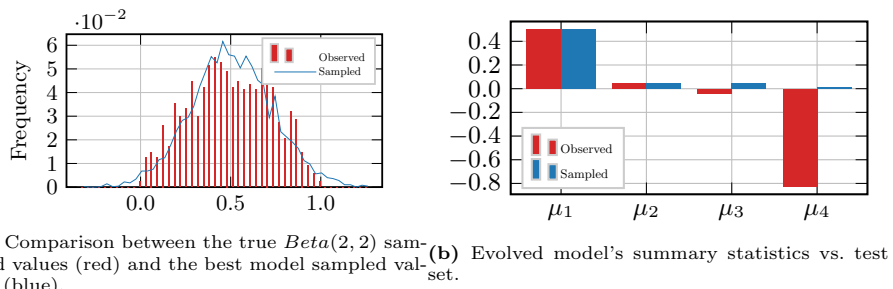 ·10⁻²
6
5
4
3
2
1
0
Frequency
0.0 0.5 1.0
Observed
Sampled
Comparison between the true Beta(2, 2) sam-
values (red) and the best model sampled val-
(blue)
0.4
0.2
0.0
−0.2
−0.4
−0.6
−0.8
Observed
Sampled
μ₁ μ₂ μ₃ μ₄
(b) Evolved model's summary statistics vs. test
set.